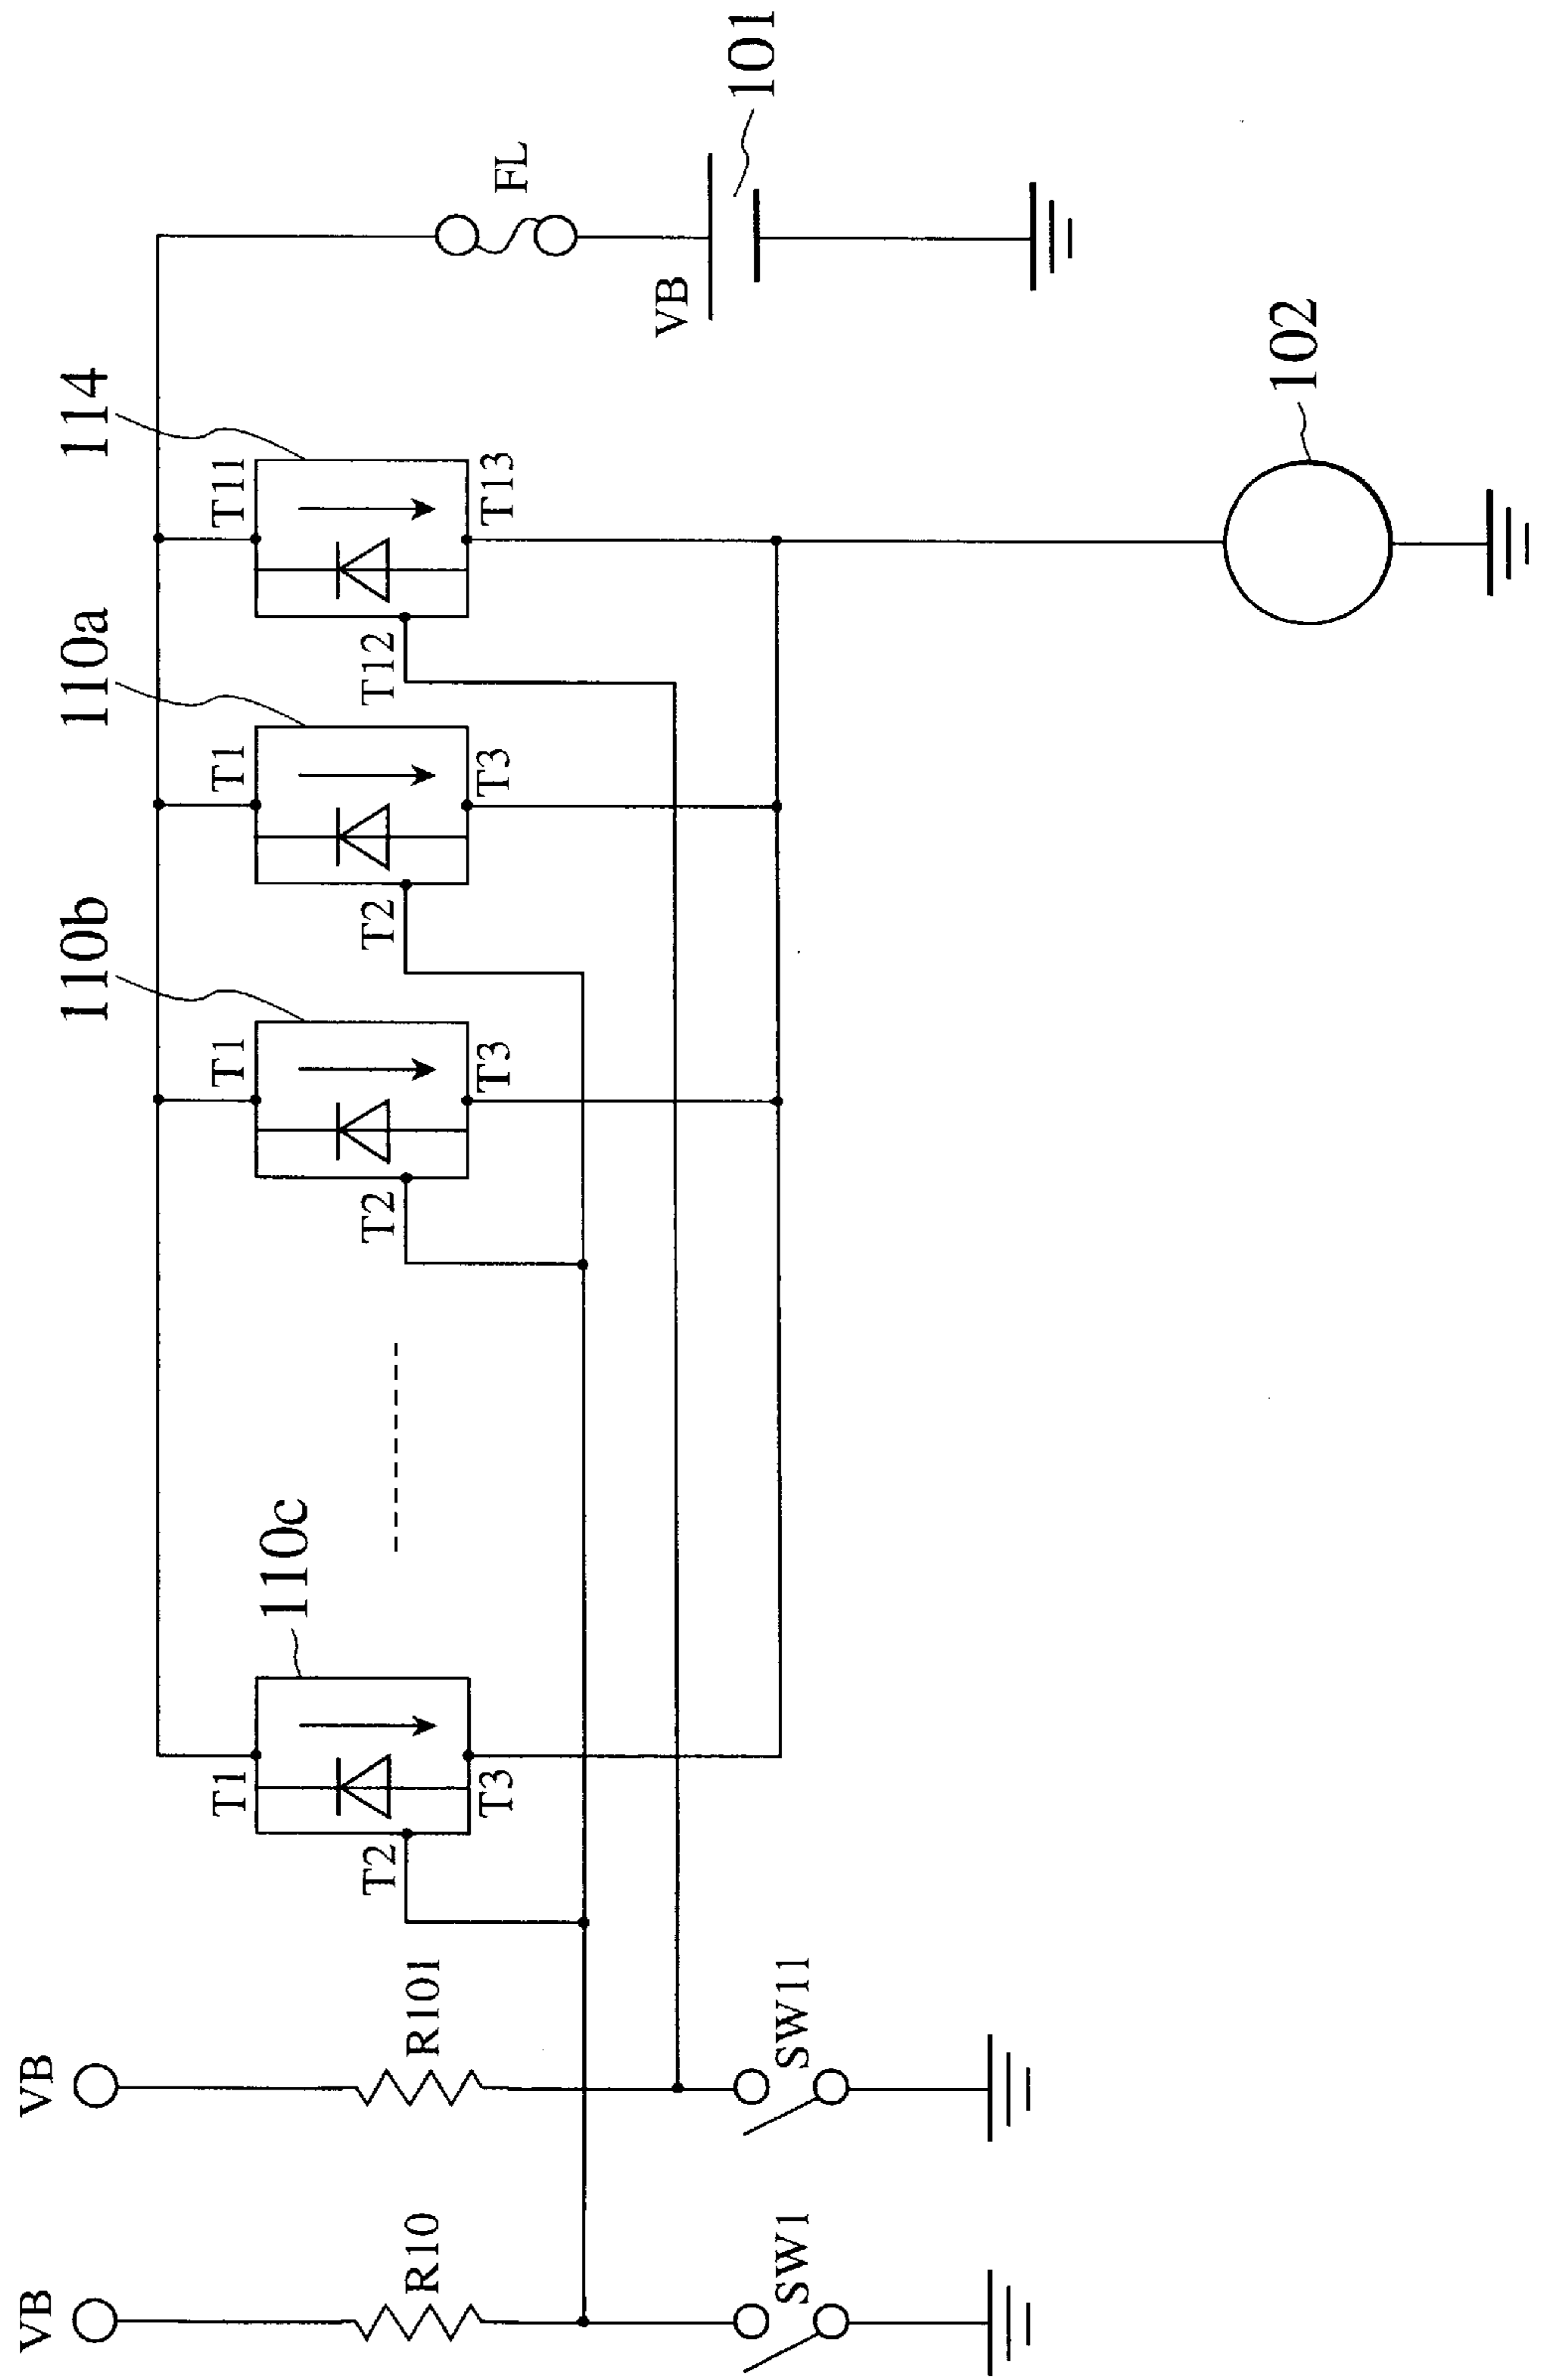 VB
VB
R10
R101
SW1
SW11
110c
T1
T2
T3
110b
T1
T2
T3
110a
T1
T2
T3
114
T11
T12
T13
FL
VB
101
102